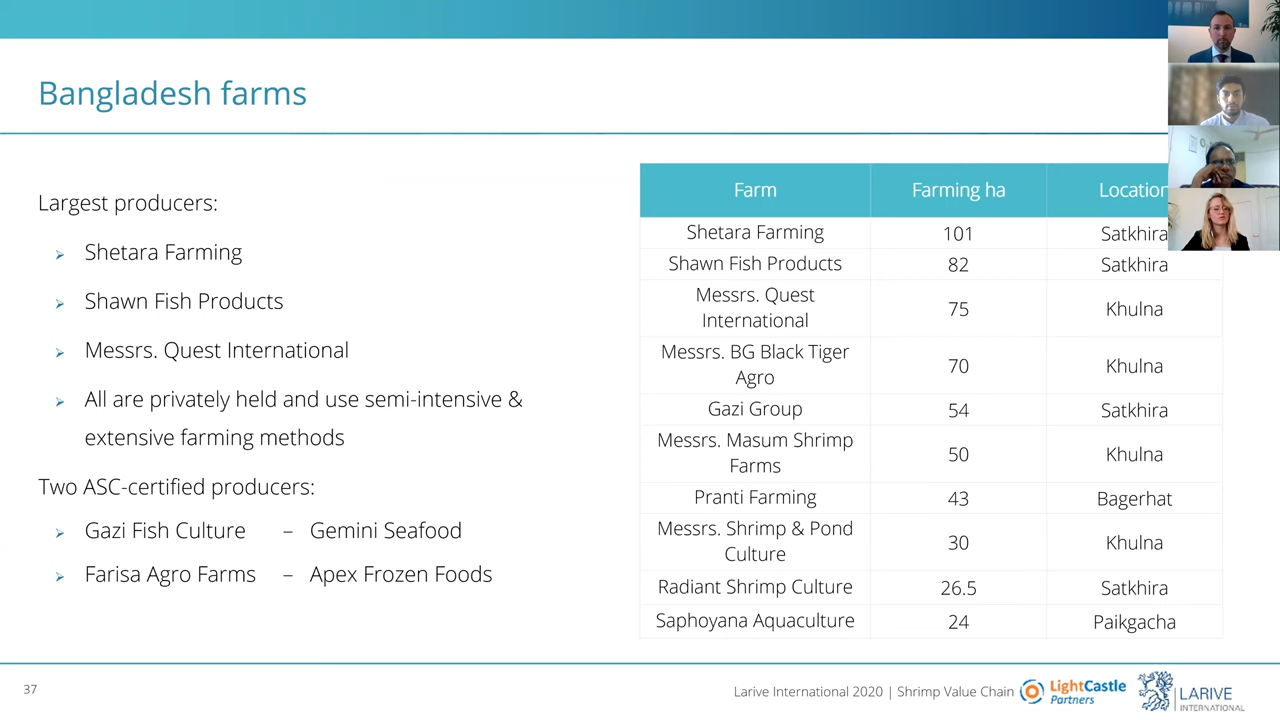 Bangladesh farms
Largest producers:
Shetara Farming
Shawn Fish Products
Messrs. Quest International
All are privately held and use semi-intensive &
extensive farming methods
Two ASC-certified producers:
Gazi Fish Culture – Gemini Seafood
Farisa Agro Farms – Apex Frozen Foods
Farm Farming ha Location
Shetara Farming 101 Satkhira
Shawn Fish Products 82 Satkhira
Messrs. Quest
International 75 Khulna
Messrs. BG Black Tiger
Agro 70 Khulna
Gazi Group 54 Satkhira
Messrs. Masum Shrimp
Farms 50 Khulna
Pranti Farming 43 Bagerhat
Messrs. Shrimp & Pond
Culture 30 Khulna
Radiant Shrimp Culture 26.5 Satkhira
Saphoyana Aquaculture 24 Paikgacha
37
Larive International 2020 | Shrimp Value Chain
LightCastle
Partners
LARIVE
INTERNATIONAL